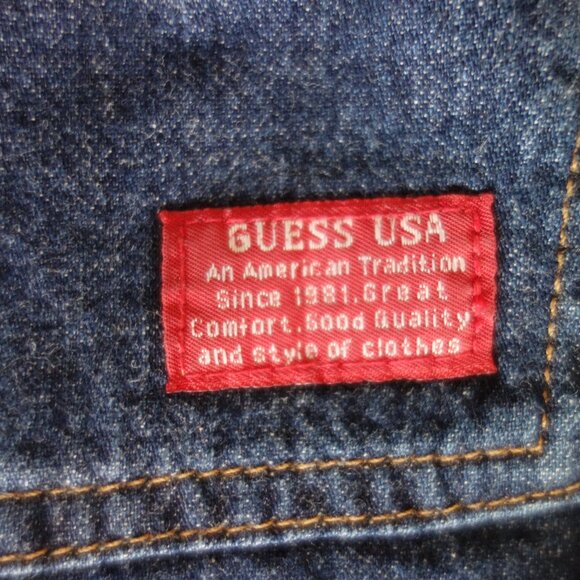 GUESS USA
An American Tradition
Since 1981.Great
Comfort.Good Quality
and style of clothes